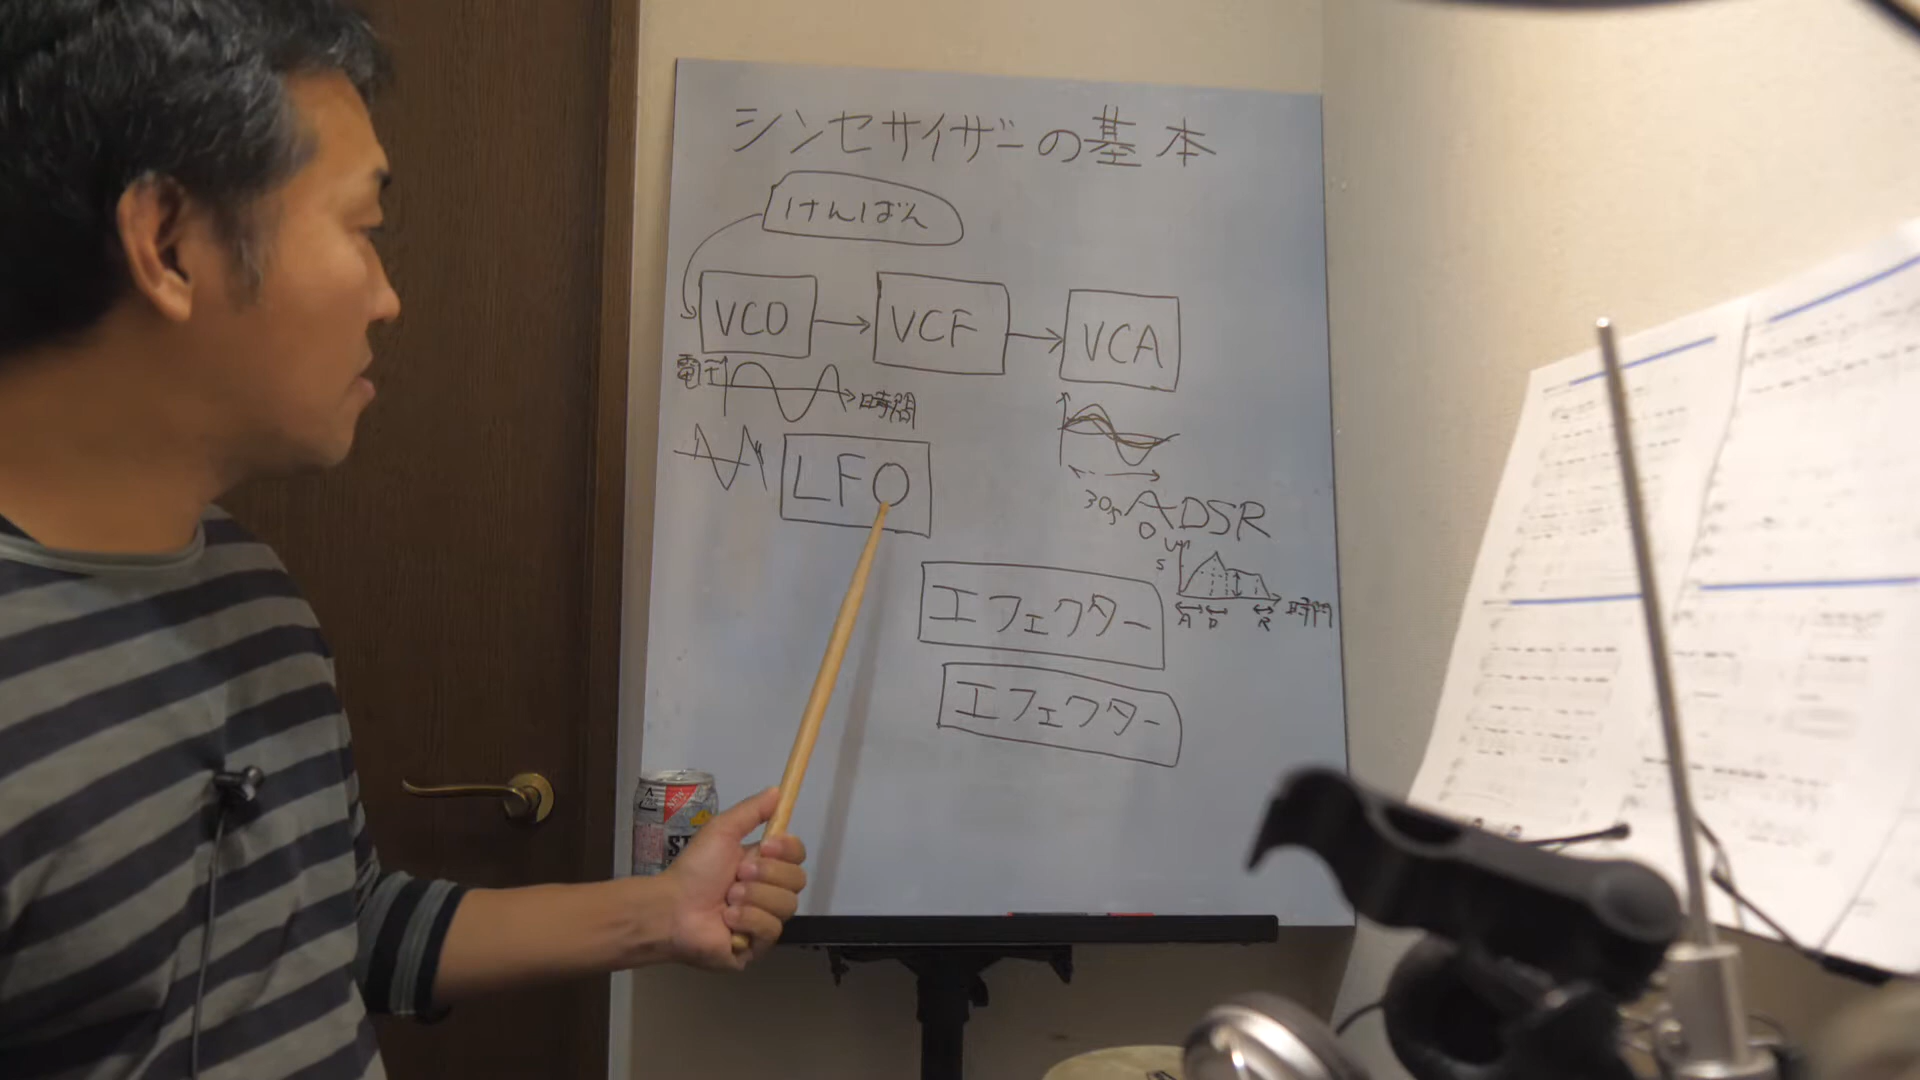 シンセサイザーの基本
けんばん
VCO
VCF
VCA
電圧
時間
LFO
ADSR
時間
A D R
エフェクター
エフェクター